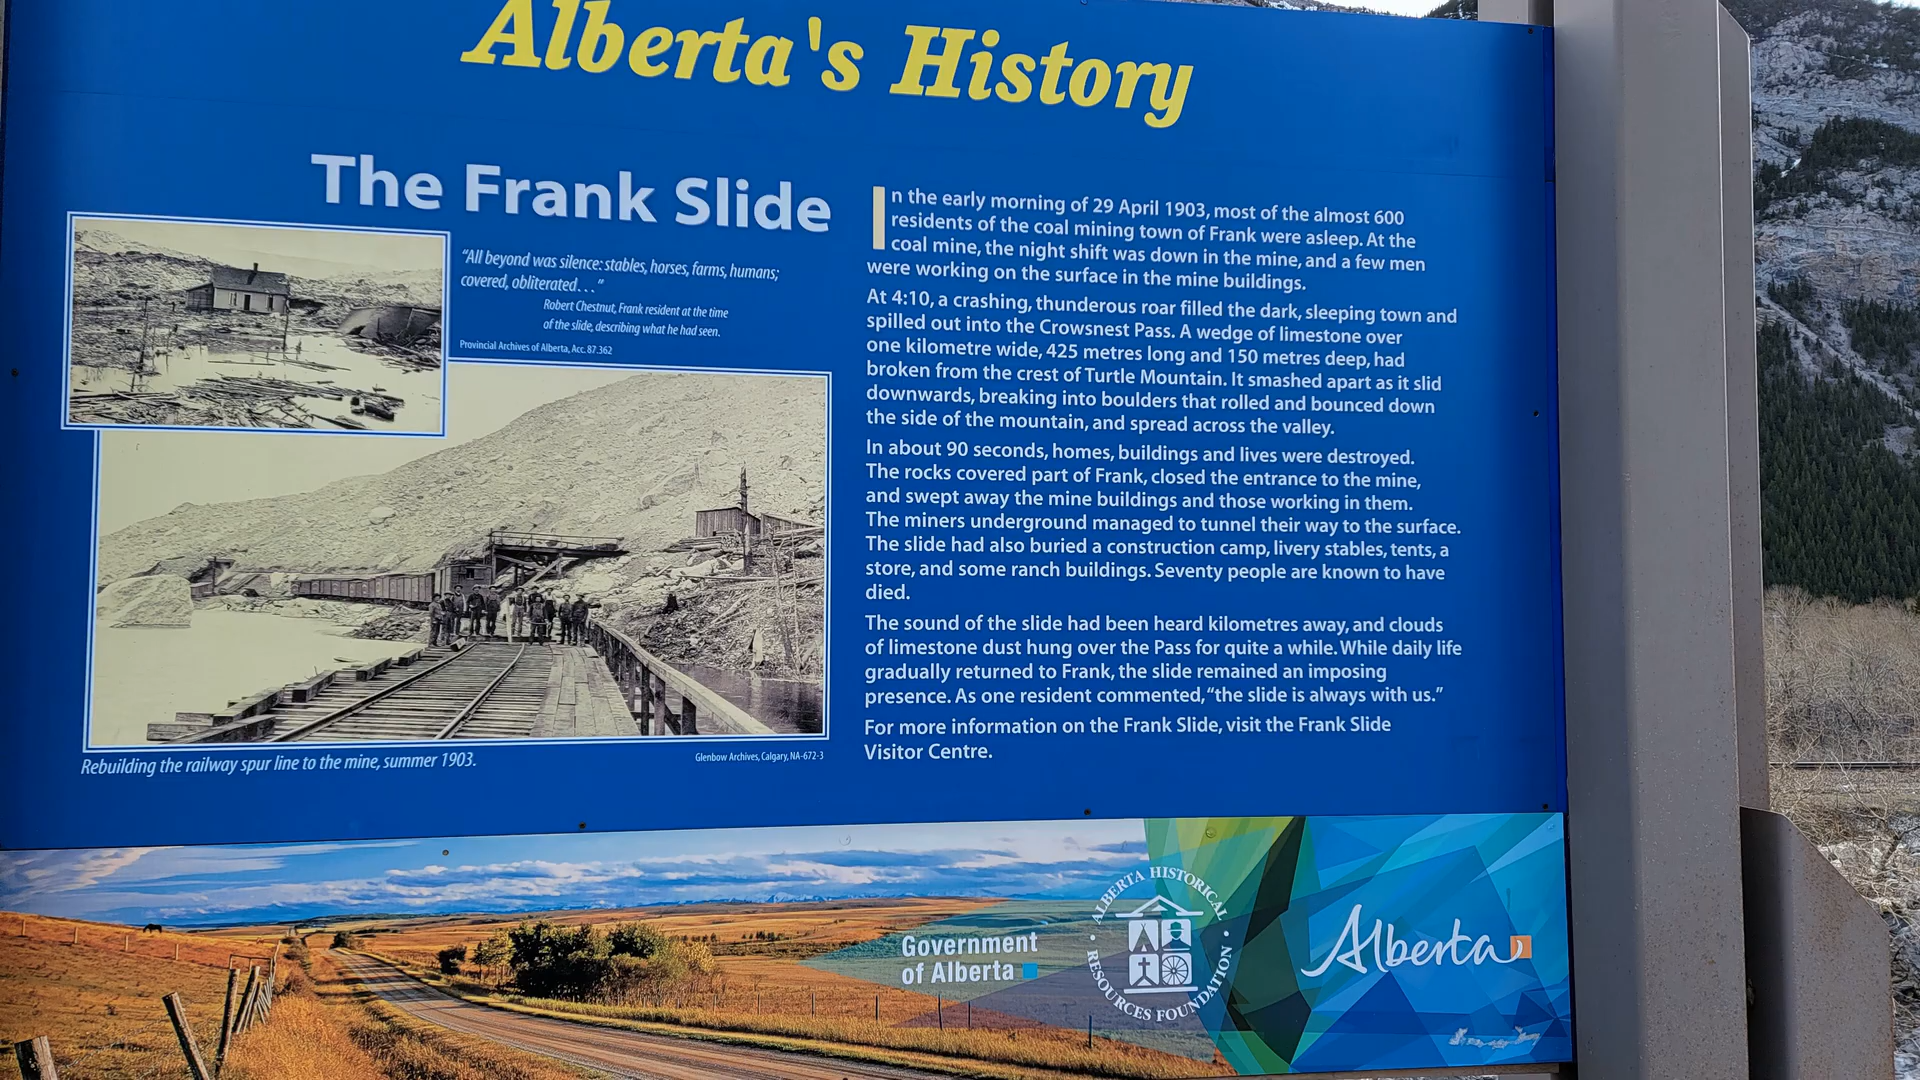 Alberta's History
The Frank Slide
“All beyond was silence: stables, horses, farms, humans;
covered, obliterated…”
Robert Chestnut, Frank resident at the time
of the slide, describing what he had seen.
Provincial Archives of Alberta, Acc. 87.362
Rebuilding the railway spur line to the mine, summer 1903.
Glenbow Archives, Calgary, NA-672-3
In the early morning of 29 April 1903, most of the almost 600
residents of the coal mining town of Frank were asleep. At the
coal mine, the night shift was down in the mine, and a few men
were working on the surface in the mine buildings.
At 4:10, a crashing, thunderous roar filled the dark, sleeping town and
spilled out into the Crowsnest Pass. A wedge of limestone over
one kilometre wide, 425 metres long and 150 metres deep, had
broken from the crest of Turtle Mountain. It smashed apart as it slid
downwards, breaking into boulders that rolled and bounced down
the side of the mountain, and spread across the valley.
In about 90 seconds, homes, buildings and lives were destroyed.
The rocks covered part of Frank, closed the entrance to the mine,
and swept away the mine buildings and those working in them.
The miners underground managed to tunnel their way to the surface.
The slide had also buried a construction camp, livery stables, tents, a
store, and some ranch buildings. Seventy people are known to have
died.
The sound of the slide had been heard kilometres away, and clouds
of limestone dust hung over the Pass for quite a while. While daily life
gradually returned to Frank, the slide remained an imposing
presence. As one resident commented, “the slide is always with us.”
For more information on the Frank Slide, visit the Frank Slide
Visitor Centre.
Government
of Alberta
ALBERTA HISTORICAL
RESOURCES FOUNDATION
Alberta